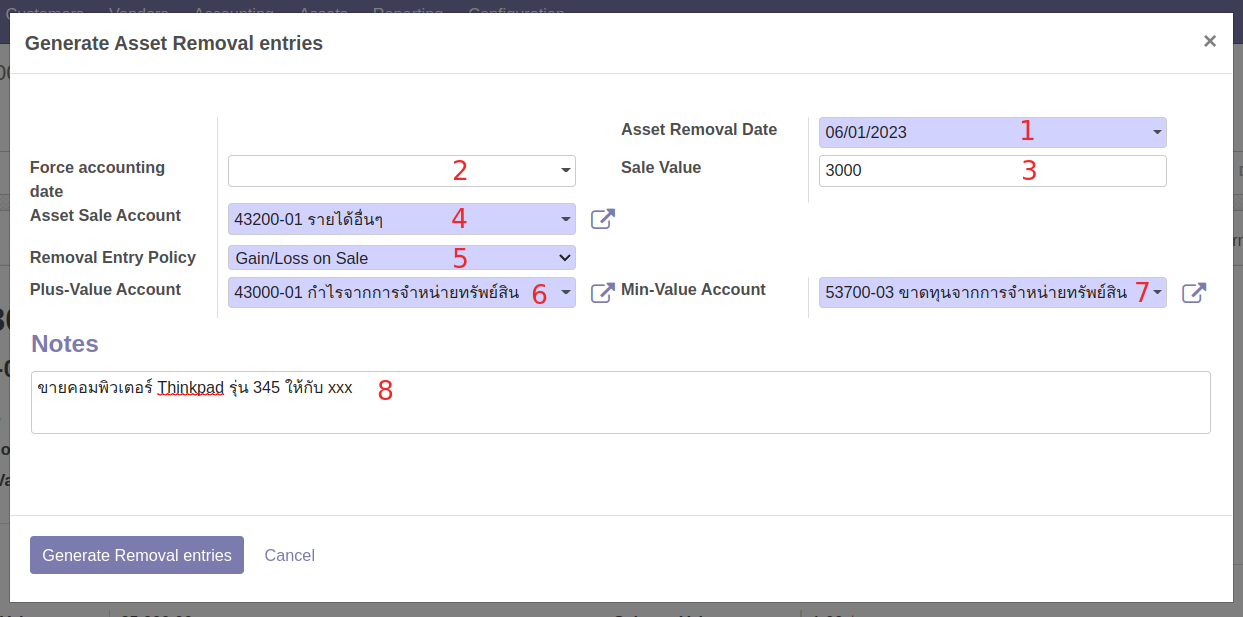 Customers Vendors Accounting Assets Reporting Configuration
Generate Asset Removal entries ×
Asset Removal Date 06/01/2023 1
Force accounting date 2
Sale Value 3000 3
Asset Sale Account 43200-01 รายได้อื่นๆ 4
Removal Entry Policy Gain/Loss on Sale 5
Plus-Value Account 43000-01 กำไรจากการจำหน่ายทรัพย์สิน 6
Min-Value Account 53700-03 ขาดทุนจากการจำหน่ายทรัพย์สิน 7
Notes
ขายคอมพิวเตอร์ Thinkpad รุ่น 345 ให้กับ xxx 8
Generate Removal entries Cancel